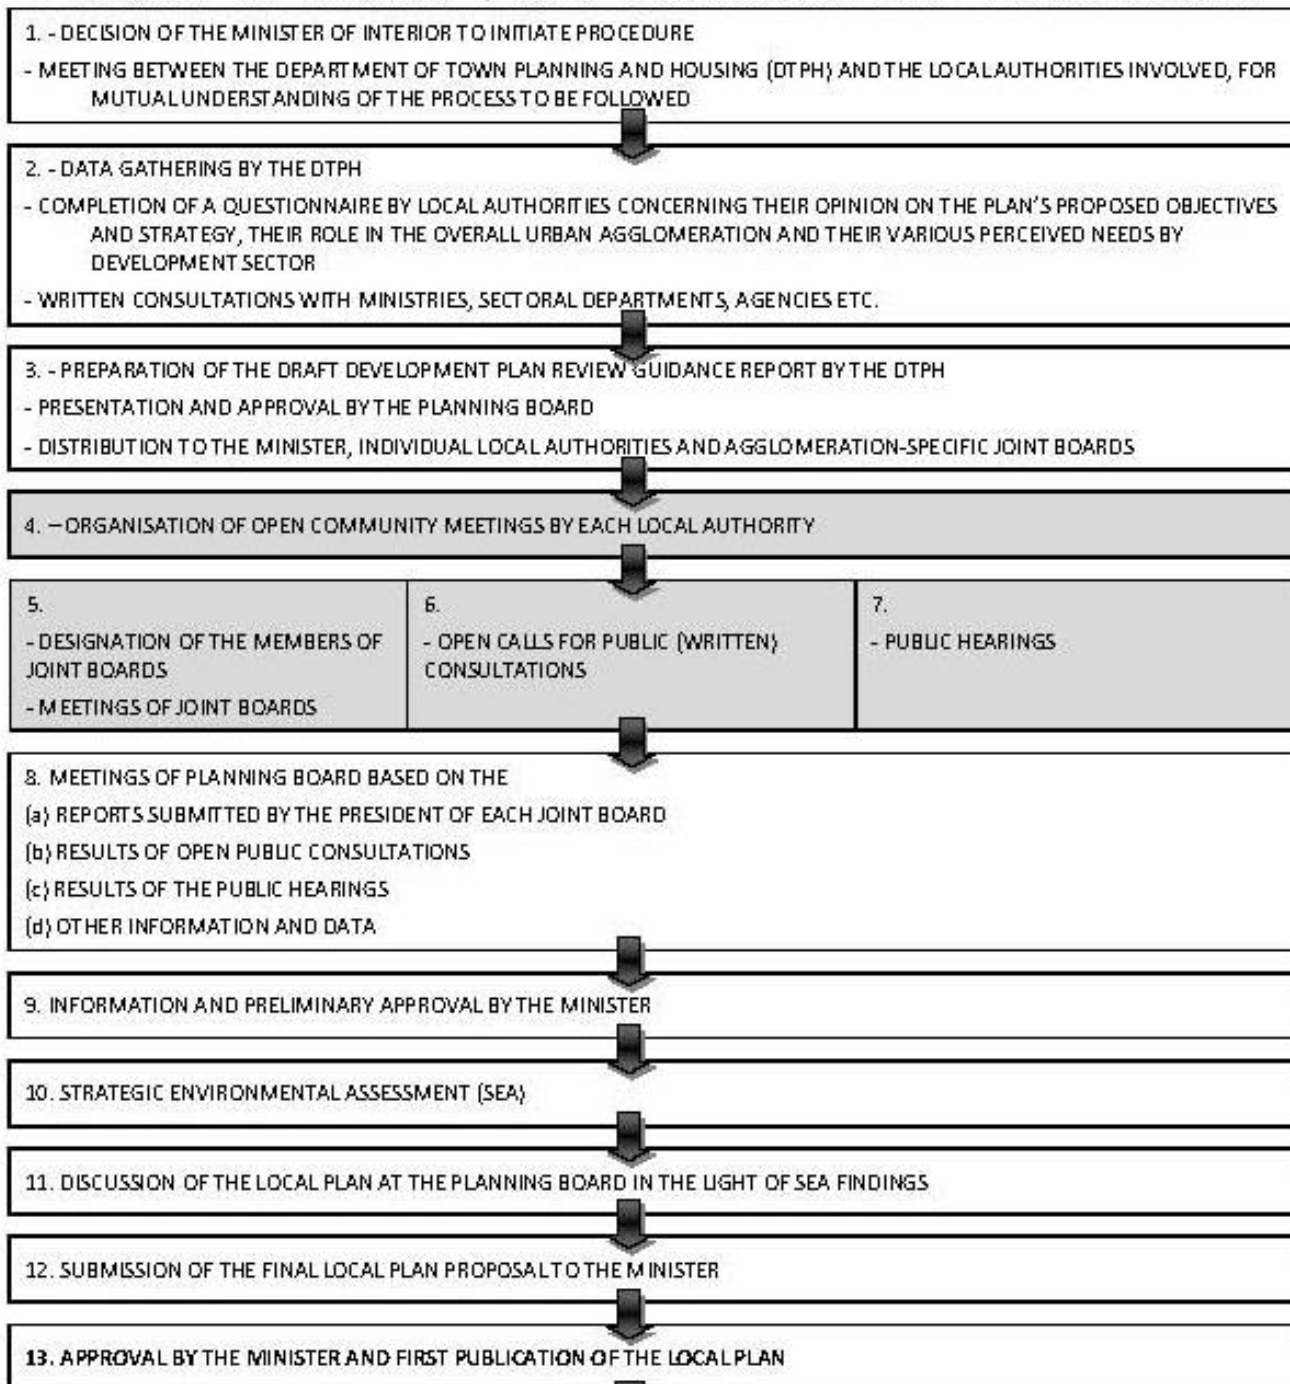 1. - DECISION OF THE MINISTER OF INTERIOR TO INITIATE PROCEDURE
- MEETING BETWEEN THE DEPARTMENT OF TOWN PLANNING AND HOUSING (DTPH) AND THE LOCAL AUTHORITIES INVOLVED, FOR
MUTUAL UNDERSTANDING OF THE PROCESS TO BE FOLLOWED
2. - DATA GATHERING BY THE DTPH
- COMPLETION OF A QUESTIONNAIRE BY LOCAL AUTHORITIES CONCERNING THEIR OPINION ON THE PLAN'S PROPOSED OBJECTIVES
AND STRATEGY, THEIR ROLE IN THE OVERALL URBAN AGGLOMERATION AND THEIR VARIOUS PERCEIVED NEEDS BY
DEVELOPMENT SECTOR
- WRITTEN CONSULTATIONS WITH MINISTRIES, SECTORAL DEPARTMENTS, AGENCIES ETC.
3. - PREPARATION OF THE DRAFT DEVELOPMENT PLAN REVIEW GUIDANCE REPORT BY THE DTPH
- PRESENTATION AND APPROVAL BY THE PLANNING BOARD
- DISTRIBUTION TO THE MINISTER, INDIVIDUAL LOCAL AUTHORITIES AND AGGLOMERATION-SPECIFIC JOINT BOARDS
4. – ORGANISATION OF OPEN COMMUNITY MEETINGS BY EACH LOCAL AUTHORITY
5.
- DESIGNATION OF THE MEMBERS OF
JOINT BOARDS
- MEETINGS OF JOINT BOARDS
6.
- OPEN CALLS FOR PUBLIC (WRITTEN)
CONSULTATIONS
7.
- PUBLIC HEARINGS
8. MEETINGS OF PLANNING BOARD BASED ON THE
(a) REPORTS SUBMITTED BY THE PRESIDENT OF EACH JOINT BOARD
(b) RESULTS OF OPEN PUBLIC CONSULTATIONS
(c) RESULTS OF THE PUBLIC HEARINGS
(d) OTHER INFORMATION AND DATA
9. INFORMATION AND PRELIMINARY APPROVAL BY THE MINISTER
10. STRATEGIC ENVIRONMENTAL ASSESSMENT (SEA)
11. DISCUSSION OF THE LOCAL PLAN AT THE PLANNING BOARD IN THE LIGHT OF SEA FINDINGS
12. SUBMISSION OF THE FINAL LOCAL PLAN PROPOSAL TO THE MINISTER
13. APPROVAL BY THE MINISTER AND FIRST PUBLICATION OF THE LOCAL PLAN